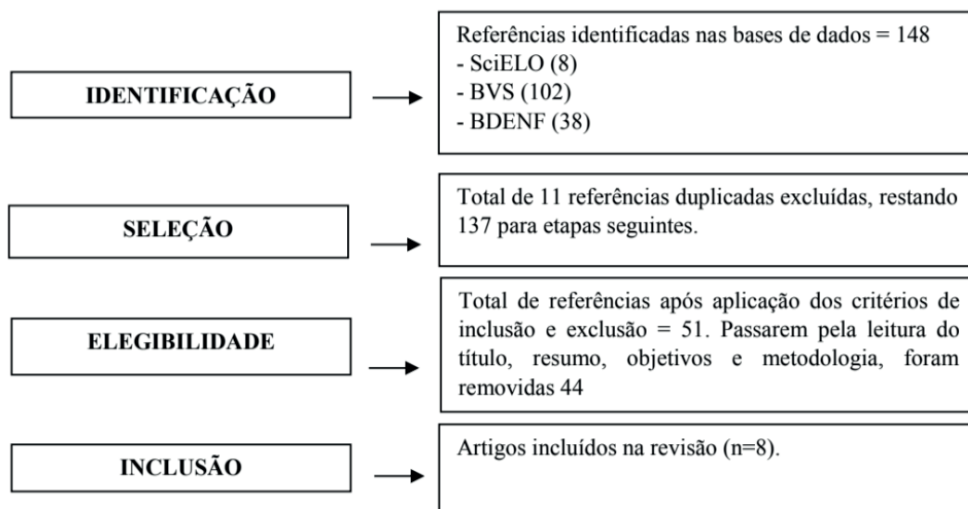 IDENTIFICAÇÃO
Referências identificadas nas bases de dados = 148
- SciELO (8)
- BVS (102)
- BDENF (38)
SELEÇÃO
Total de 11 referências duplicadas excluídas, restando
137 para etapas seguintes.
ELEGIBILIDADE
Total de referências após aplicação dos critérios de
inclusão e exclusão = 51. Passarem pela leitura do
título, resumo, objetivos e metodologia, foram
removidas 44
INCLUSÃO
Artigos incluídos na revisão (n=8).